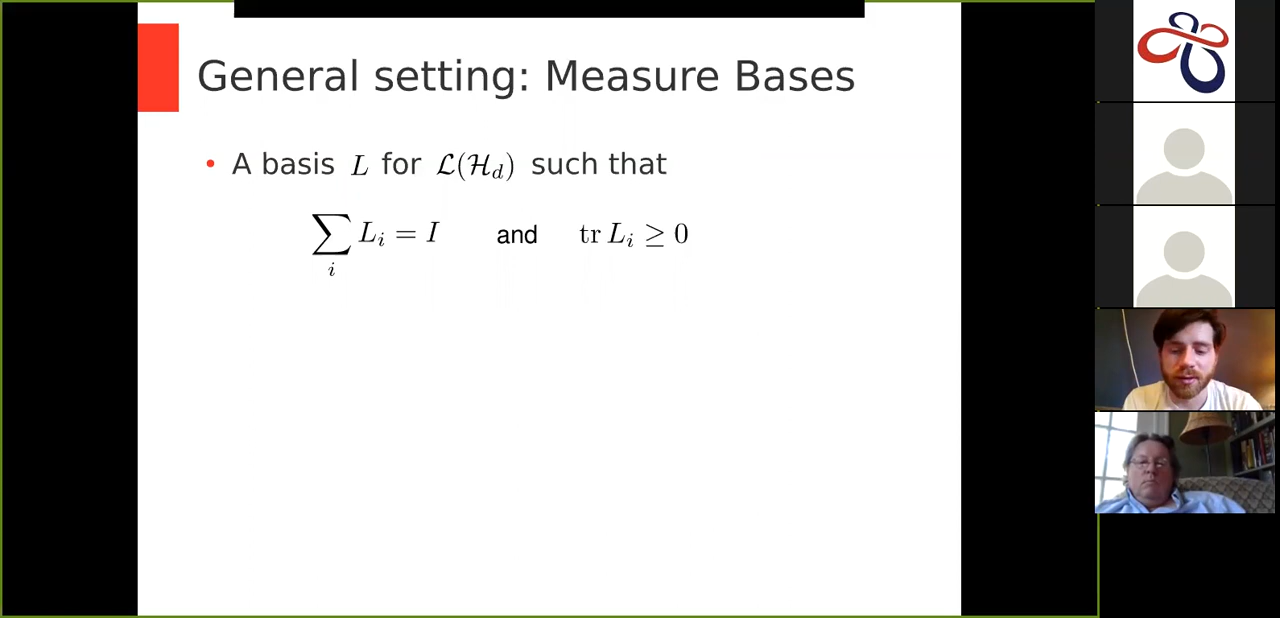 General setting: Measure Bases
• A basis L for 𝓛(𝓗_d) such that
∑_i L_i = I and tr L_i ≥ 0